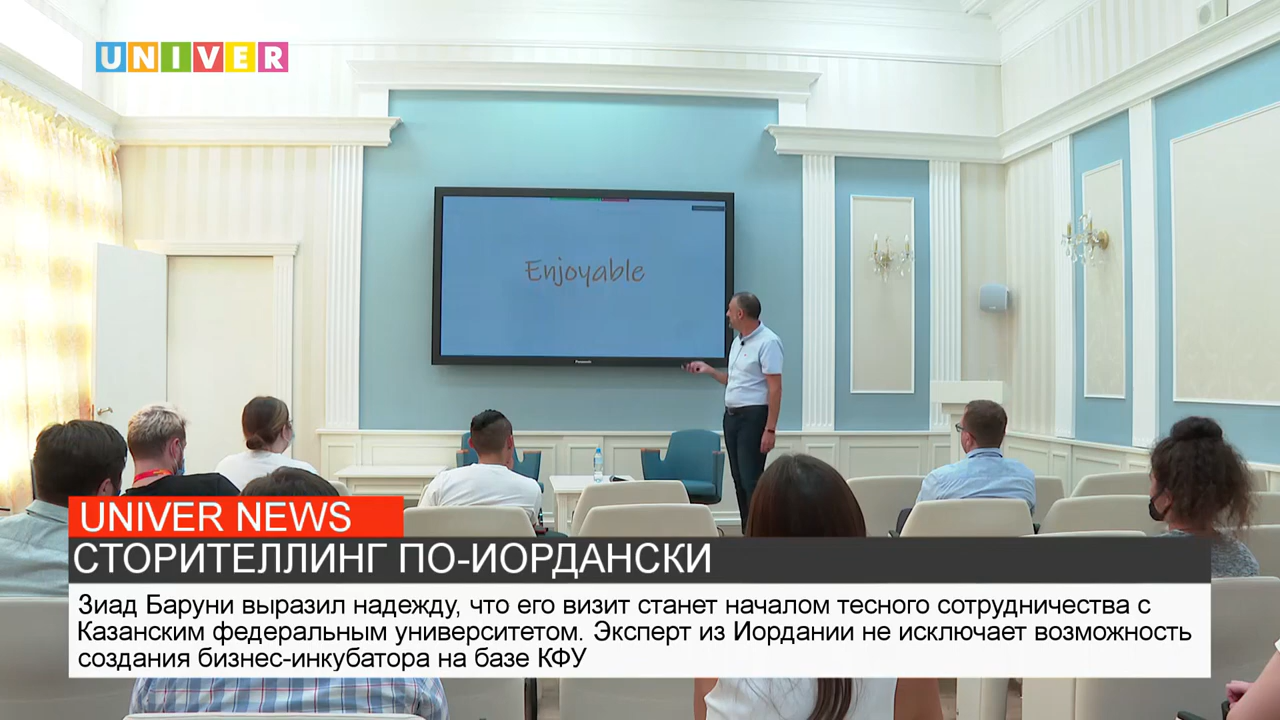 UNIVER
Enjoyable
Panasonic
UNIVER NEWS
СТОРИТЕЛЛИНГ ПО-ИОРДАНСКИ
Зиад Баруни выразил надежду, что его визит станет началом тесного сотрудничества с
Казанским федеральным университетом. Эксперт из Иордании не исключает возможность
создания бизнес-инкубатора на базе КФУ